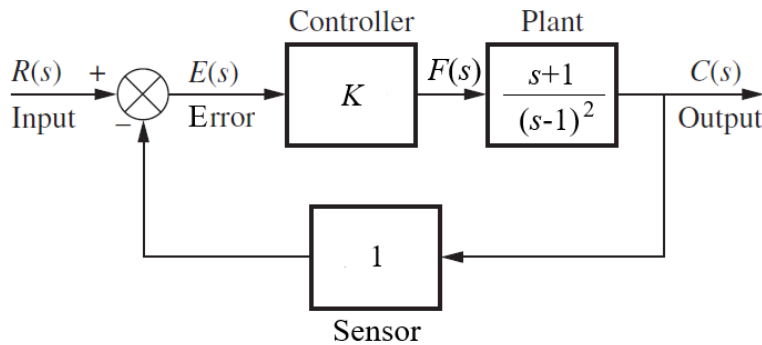 Controller
Plant
R(s) +
E(s)
K
F(s)
s+1
(s-1)²
C(s)
Input
–
Error
Output
1
Sensor